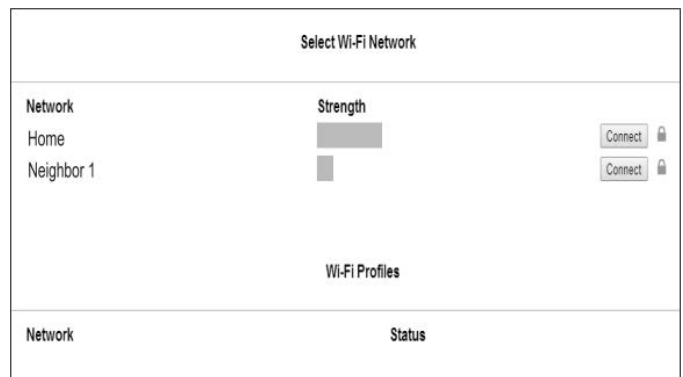 Select Wi-Fi Network
Network Strength
Home Connect
Neighbor 1 Connect
Wi-Fi Profiles
Network Status